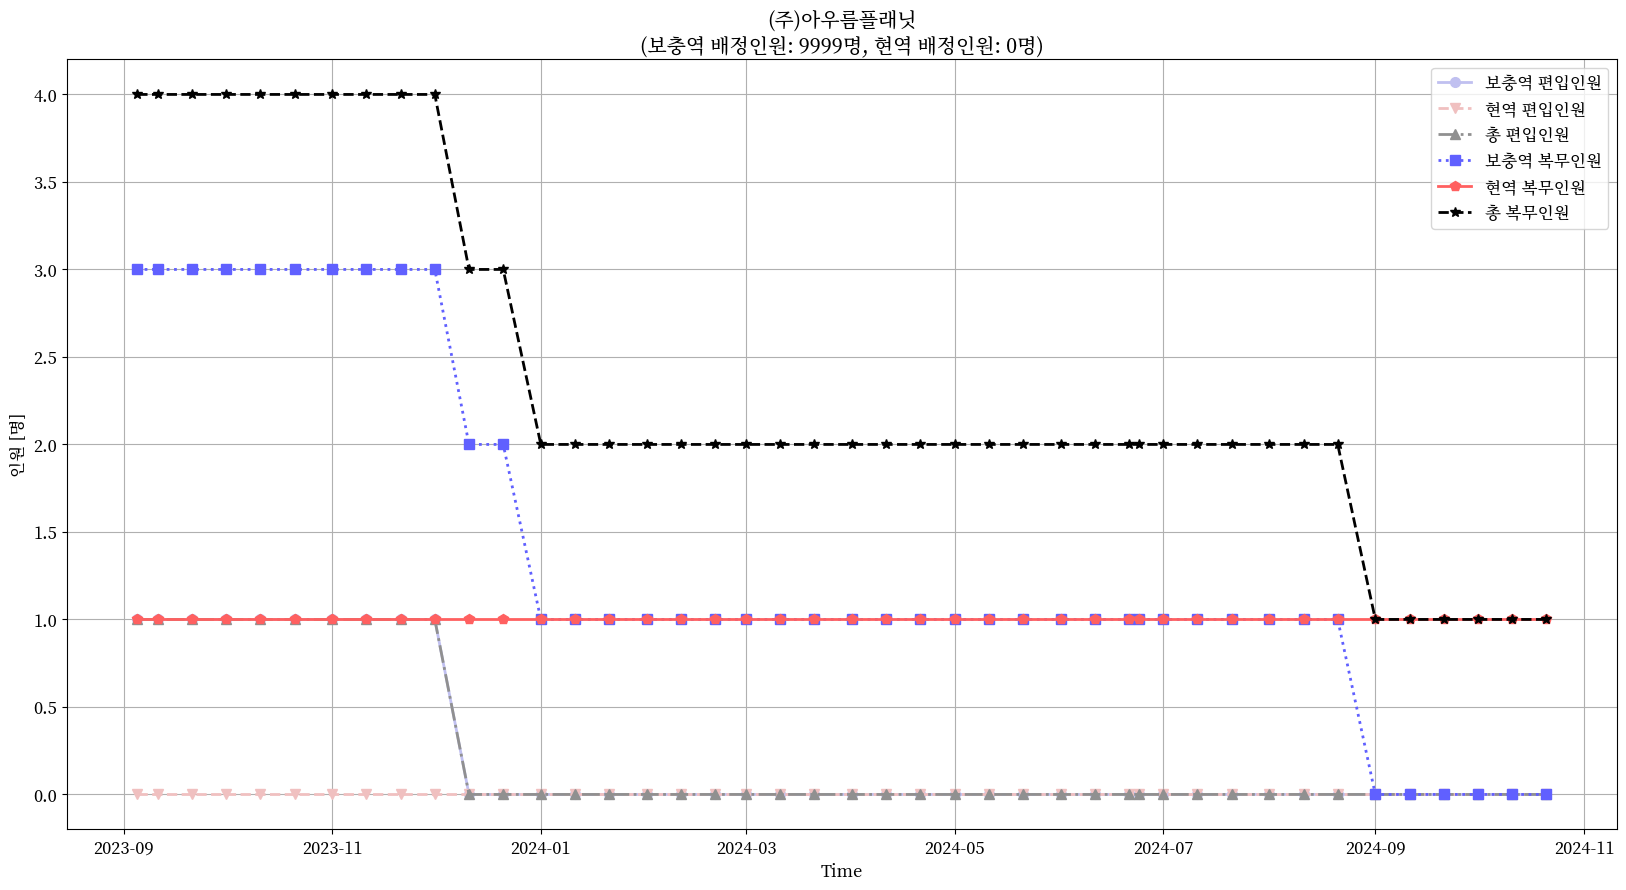 (주)아우름플래닛
(보충역 배정인원: 9999명, 현역 배정인원: 0명)
보충역 편입인원
현역 편입인원
총 편입인원
보충역 복무인원
현역 복무인원
총 복무인원
인원 [명]
4.0
3.5
3.0
2.5
2.0
1.5
1.0
0.5
0.0
2023-09 2023-11 2024-01 2024-03 2024-05 2024-07 2024-09 2024-11
Time